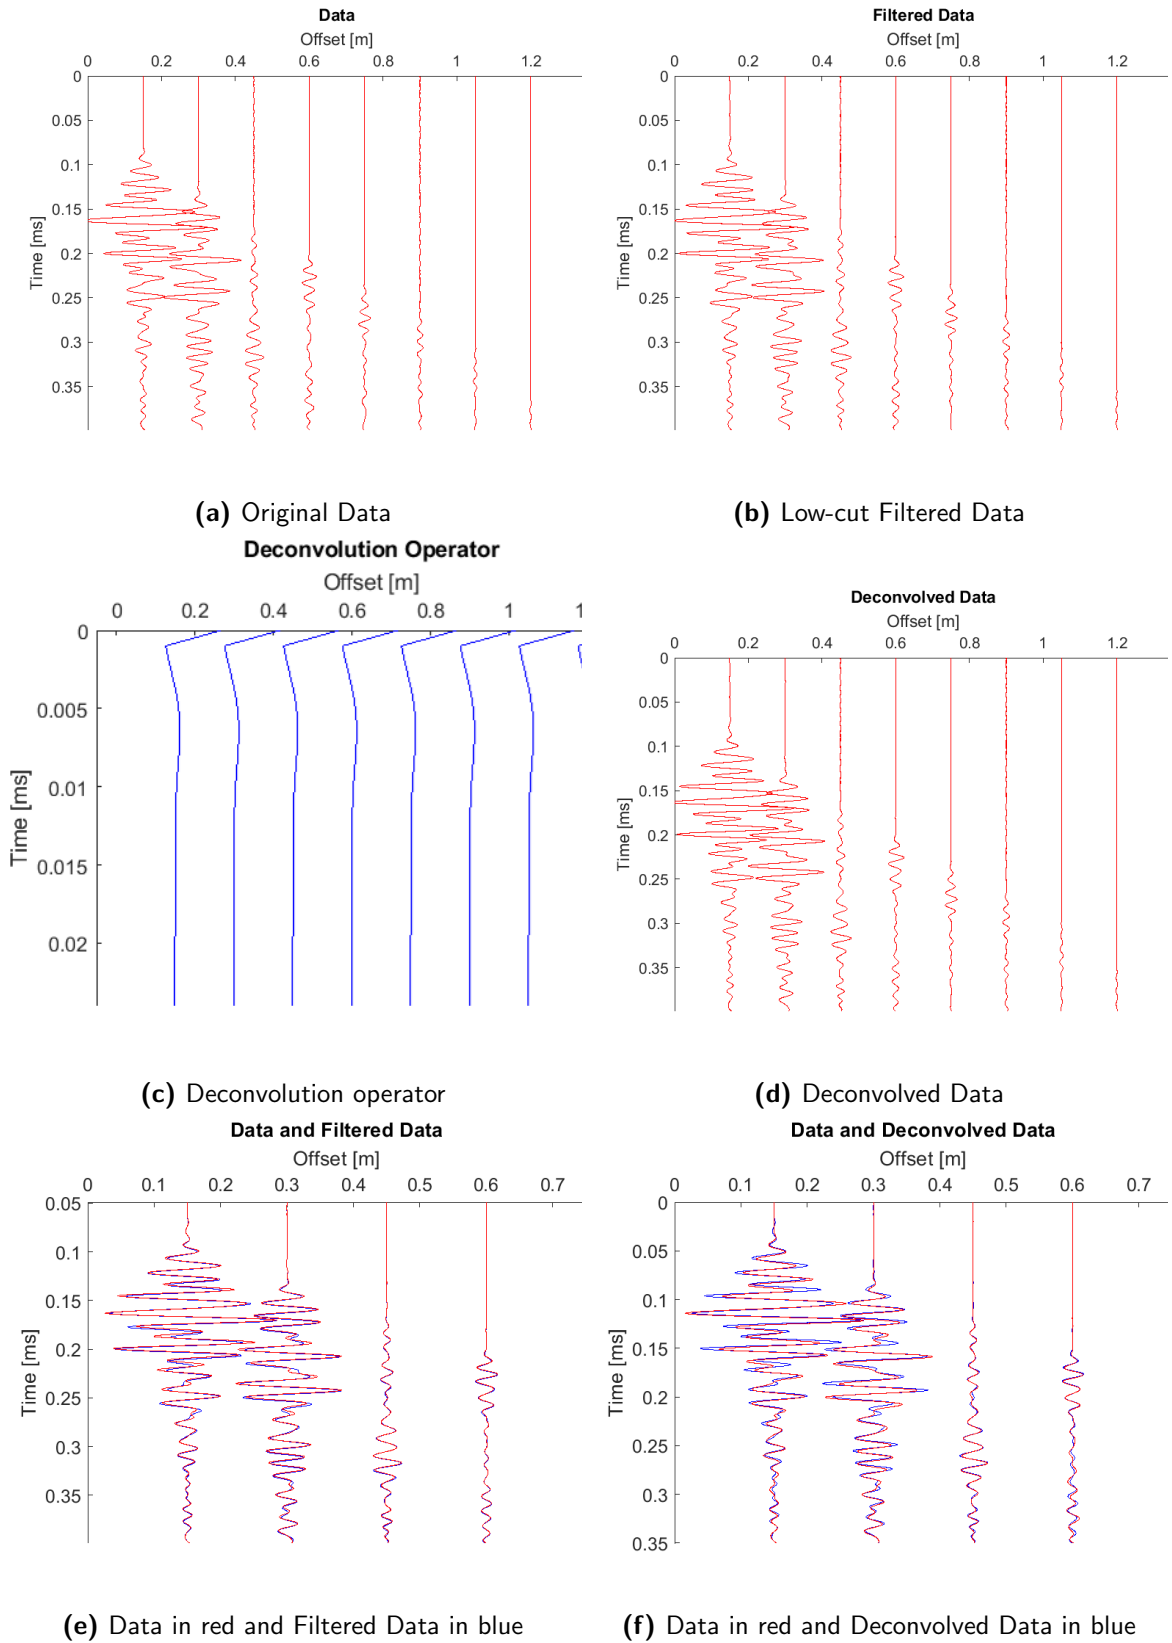 Data
Offset [m]
0 0.2 0.4 0.6 0.8 1 1.2
Time [ms]
0
0.05
0.1
0.15
0.2
0.25
0.3
0.35
(a) Original Data
Filtered Data
Offset [m]
0 0.2 0.4 0.6 0.8 1 1.2
Time [ms]
0
0.05
0.1
0.15
0.2
0.25
0.3
0.35
(b) Low-cut Filtered Data
Deconvolution Operator
Offset [m]
0 0.2 0.4 0.6 0.8 1 1
Time [ms]
0
0.005
0.01
0.015
0.02
(c) Deconvolution operator
Deconvolved Data
Offset [m]
0 0.2 0.4 0.6 0.8 1 1.2
Time [ms]
0
0.05
0.1
0.15
0.2
0.25
0.3
0.35
(d) Deconvolved Data
Data and Filtered Data
Offset [m]
0 0.1 0.2 0.3 0.4 0.5 0.6 0.7
Time [ms]
0.05
0.1
0.15
0.2
0.25
0.3
0.35
(e) Data in red and Filtered Data in blue
Data and Deconvolved Data
Offset [m]
0 0.1 0.2 0.3 0.4 0.5 0.6 0.7
Time [ms]
0
0.05
0.1
0.15
0.2
0.25
0.3
0.35
(f) Data in red and Deconvolved Data in blue